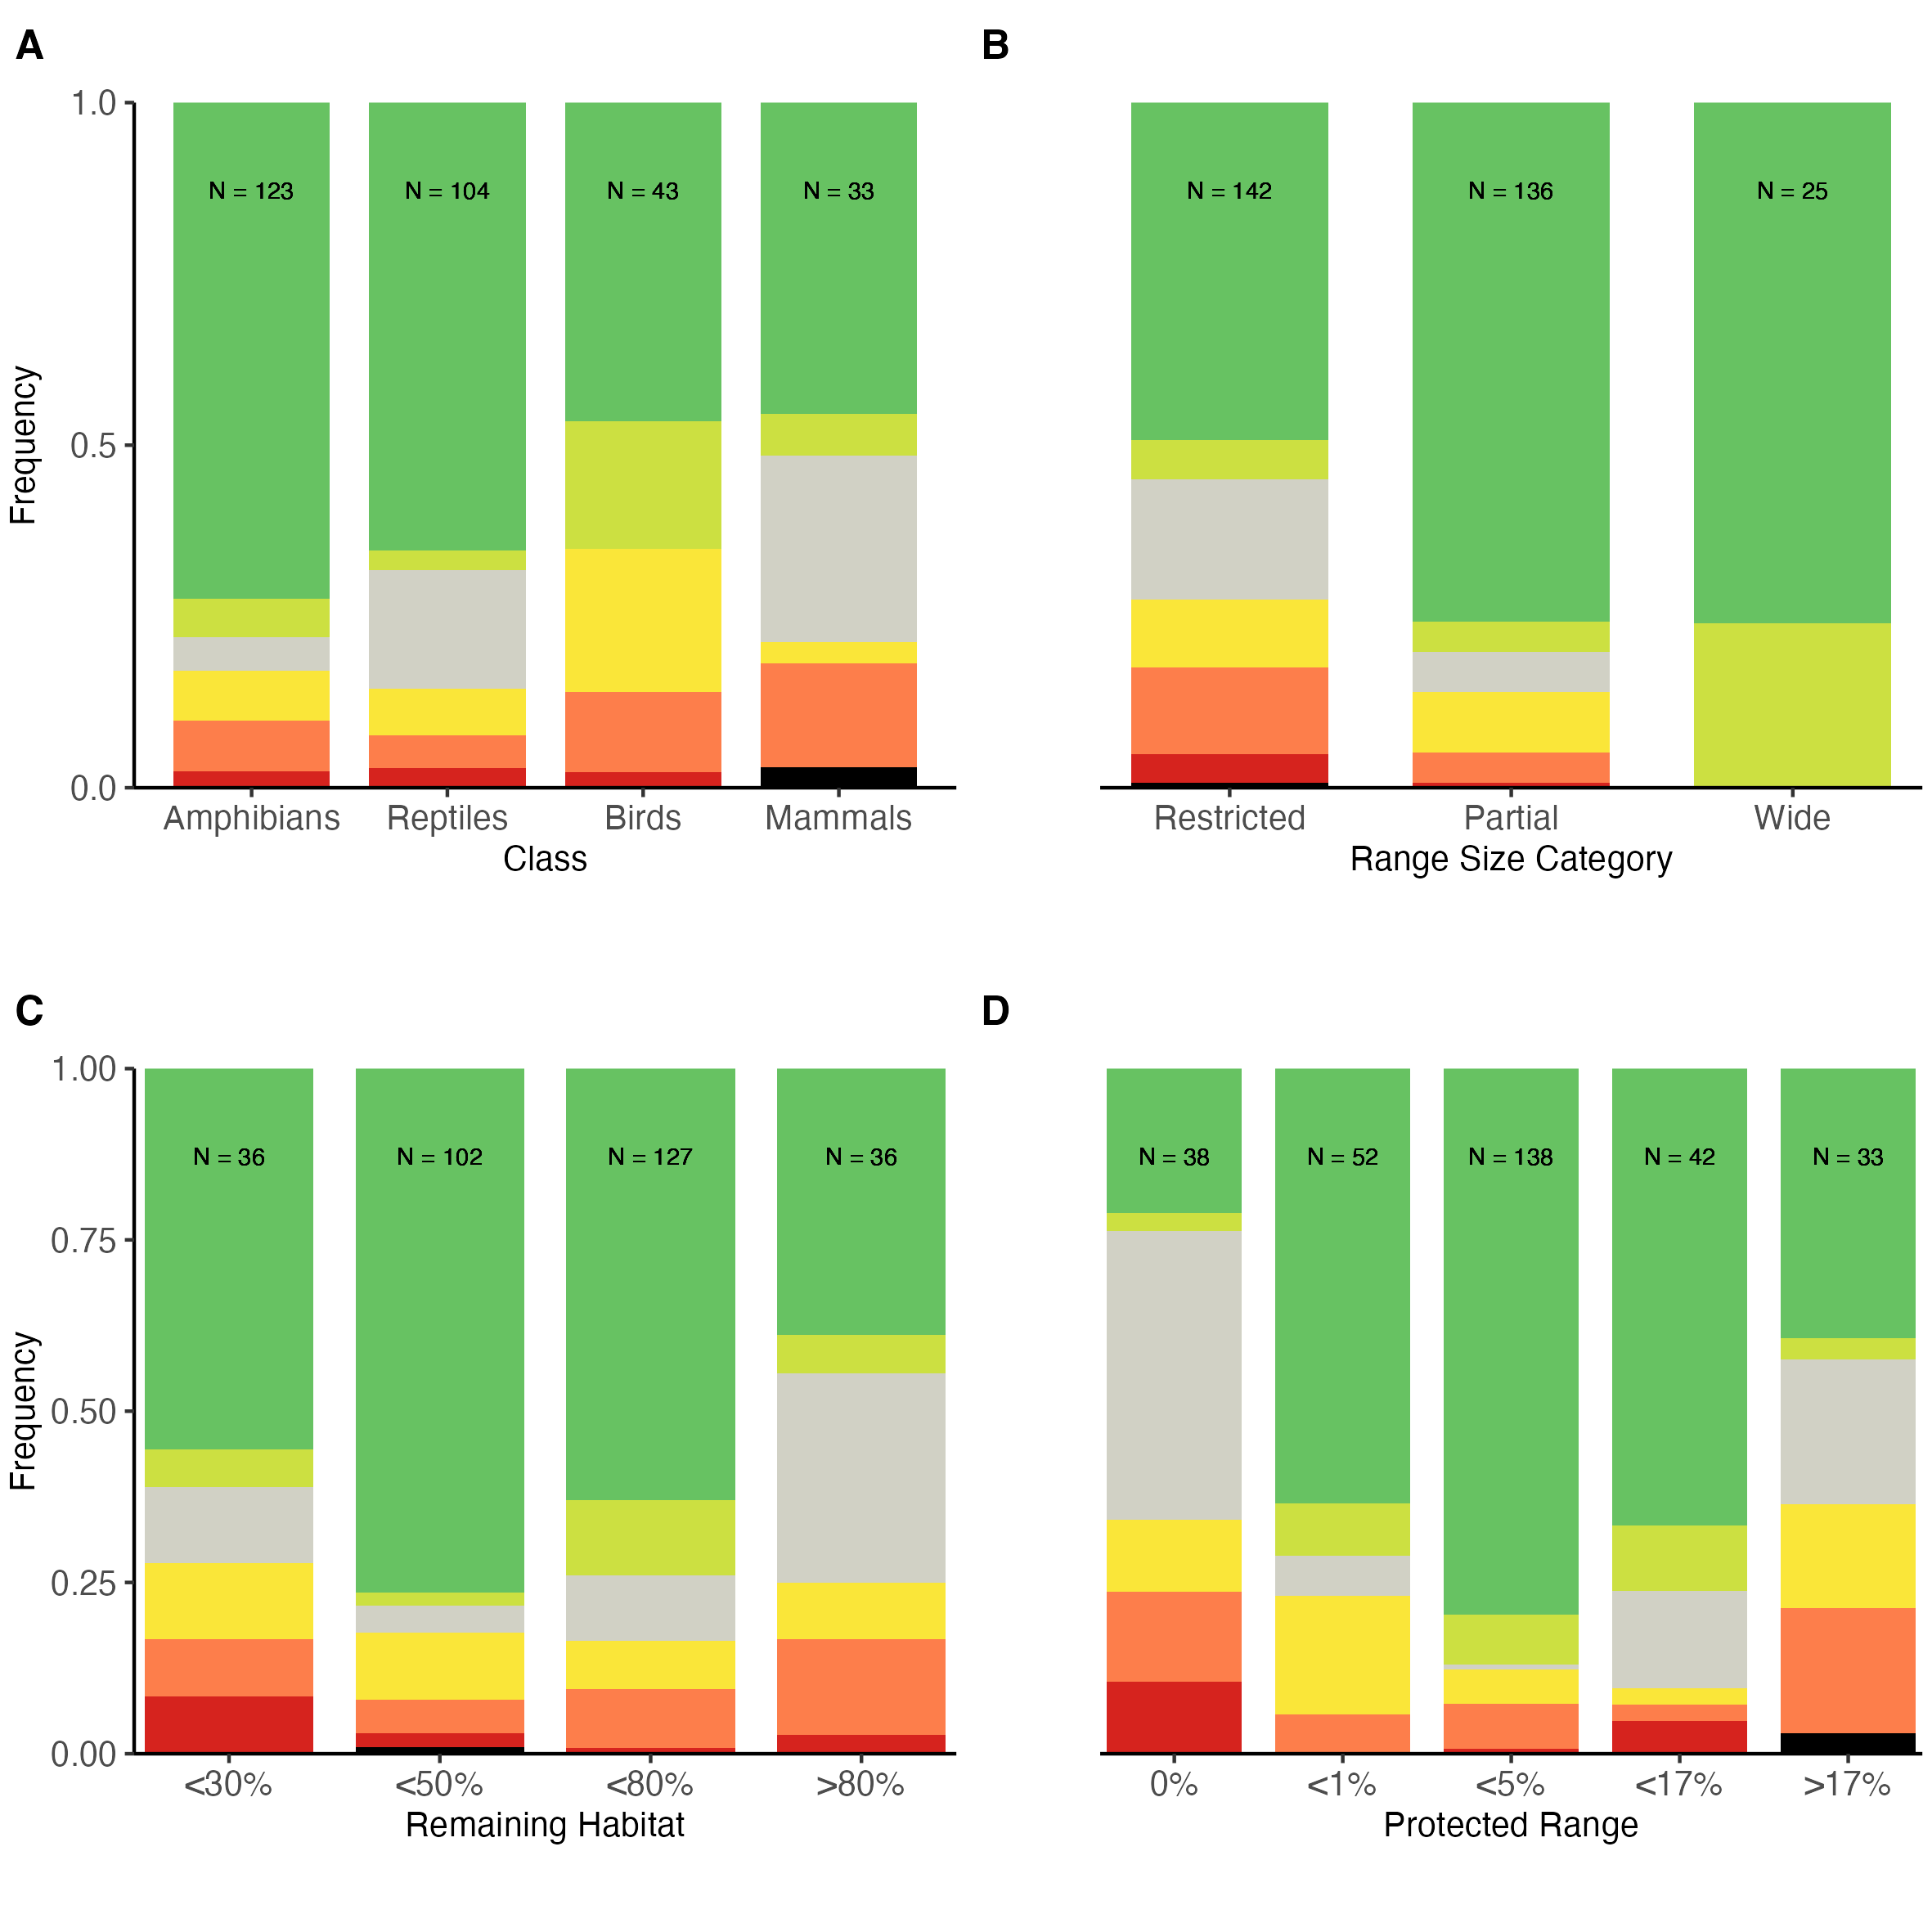 A
Frequency
1.0
0.5
0.0
N = 123
N = 104
N = 43
N = 33
Amphibians
Reptiles
Birds
Mammals
Class
B
N = 142
N = 136
N = 25
Restricted
Partial
Wide
Range Size Category
C
Frequency
1.00
0.75
0.50
0.25
0.00
N = 36
N = 102
N = 127
N = 36
<30%
<50%
<80%
>80%
Remaining Habitat
D
N = 38
N = 52
N = 138
N = 42
N = 33
0%
<1%
<5%
<17%
>17%
Protected Range